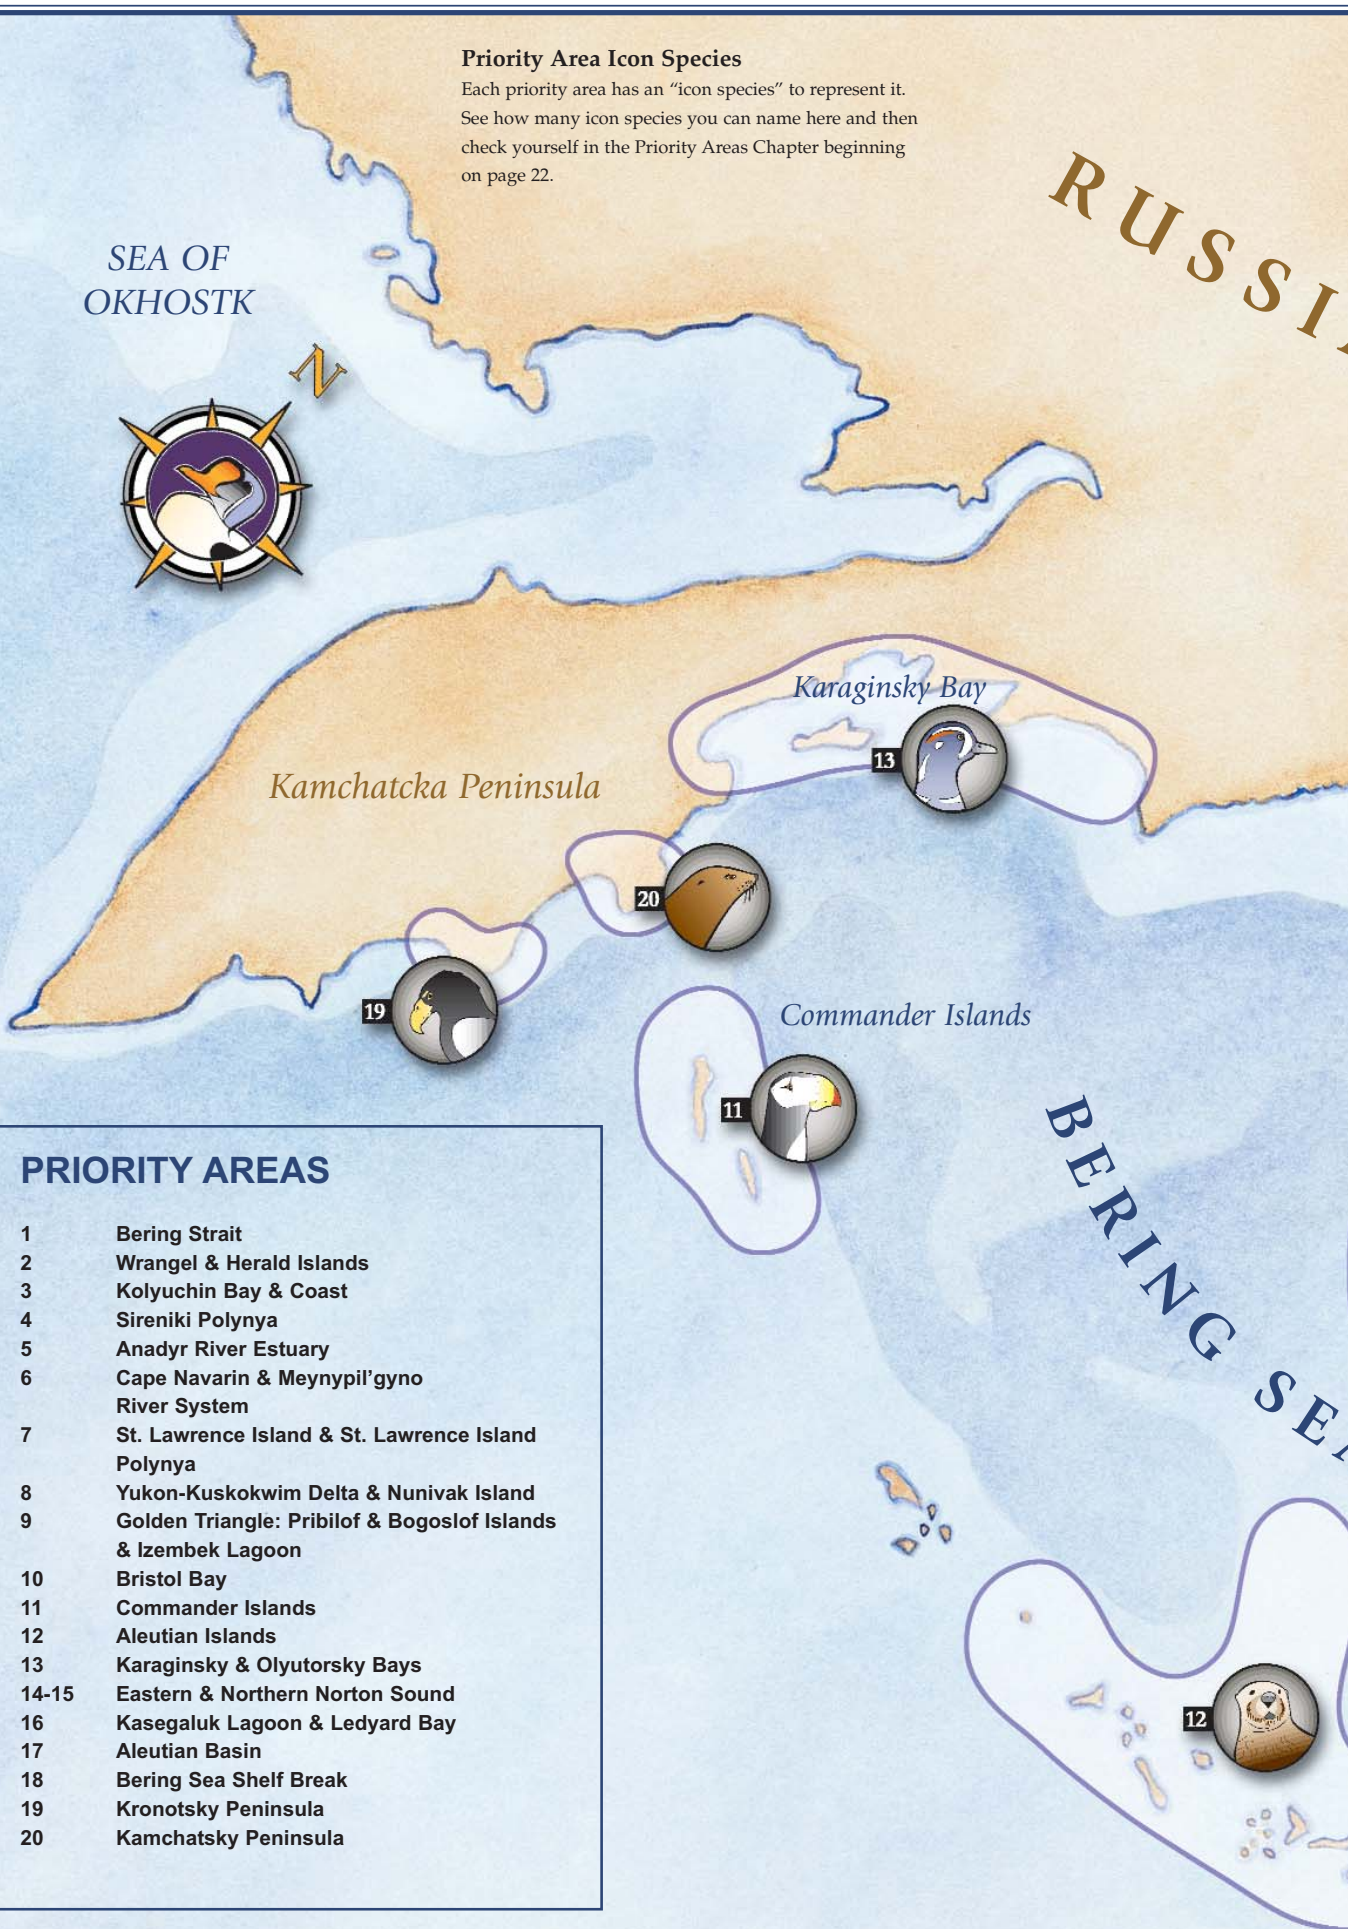 Priority Area Icon Species
Each priority area has an “icon species” to represent it.
See how many icon species you can name here and then
check yourself in the Priority Areas Chapter beginning
on page 22.
RUSSIA
SEA OF
OKHOSTK
N
Karaginsky Bay
13
Kamchatcka Peninsula
20
19
Commander Islands
11
BERING SEA
12
PRIORITY AREAS
1 Bering Strait
2 Wrangel & Herald Islands
3 Kolyuchin Bay & Coast
4 Sireniki Polynya
5 Anadyr River Estuary
6 Cape Navarin & Meynypil’gyno
River System
7 St. Lawrence Island & St. Lawrence Island
Polynya
8 Yukon-Kuskokwim Delta & Nunivak Island
9 Golden Triangle: Pribilof & Bogoslof Islands
& Izembek Lagoon
10 Bristol Bay
11 Commander Islands
12 Aleutian Islands
13 Karaginsky & Olyutorsky Bays
14-15 Eastern & Northern Norton Sound
16 Kasegaluk Lagoon & Ledyard Bay
17 Aleutian Basin
18 Bering Sea Shelf Break
19 Kronotsky Peninsula
20 Kamchatsky Peninsula